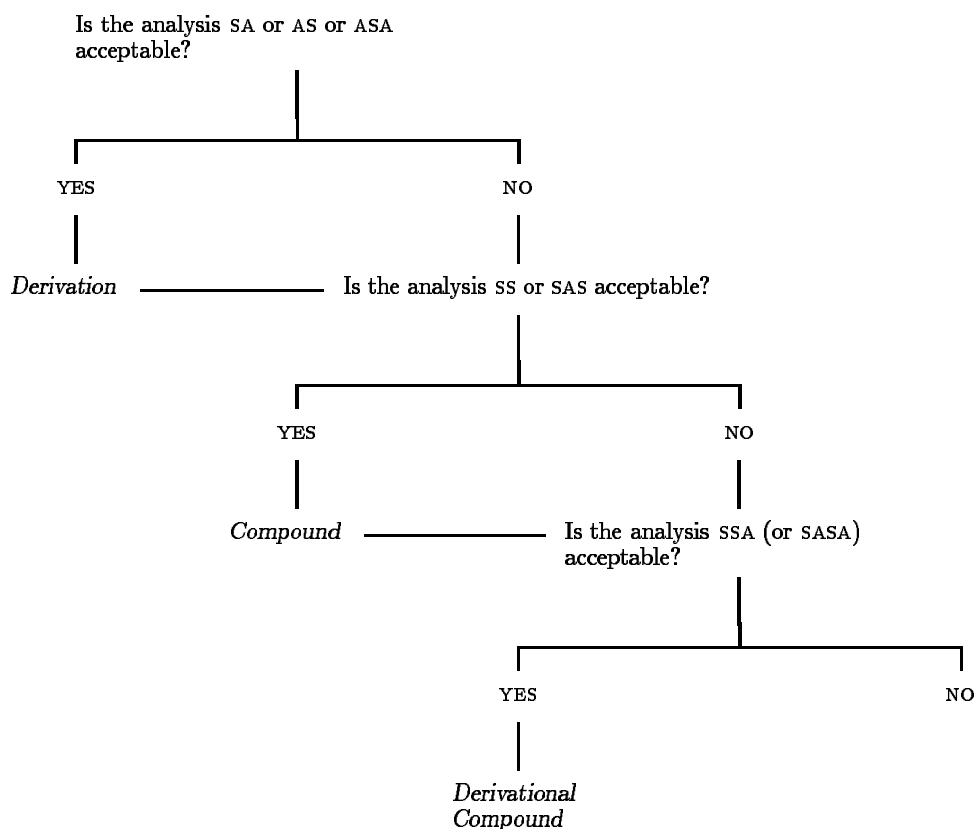 Is the analysis SA or AS or ASA
acceptable?
YES
NO
Derivation
Is the analysis SS or SAS acceptable?
YES
NO
Compound
Is the analysis SSA (or SASA)
acceptable?
YES
NO
Derivational
Compound